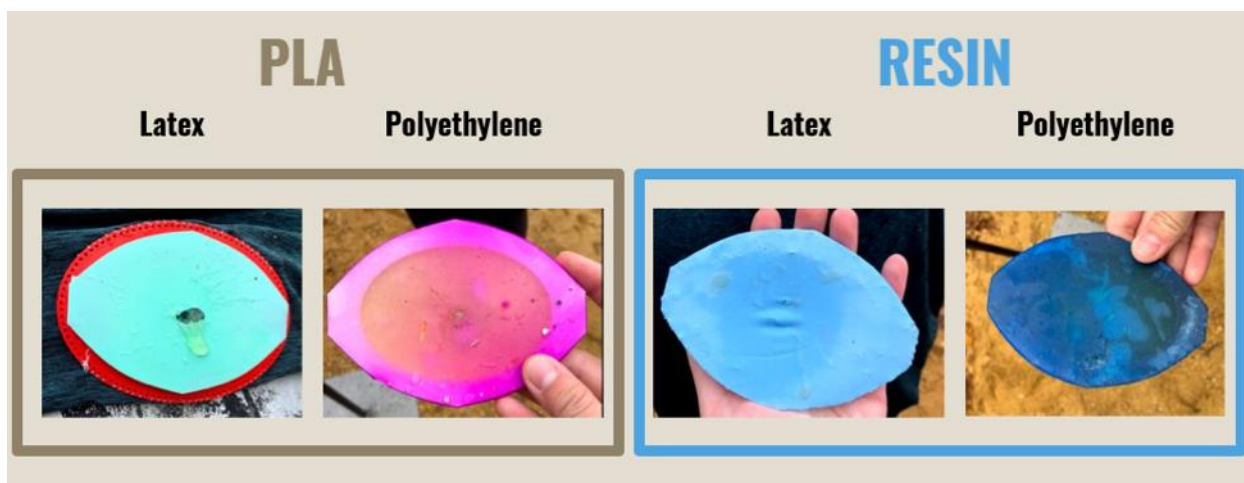 PLA
RESIN
Latex
Polyethylene
Latex
Polyethylene